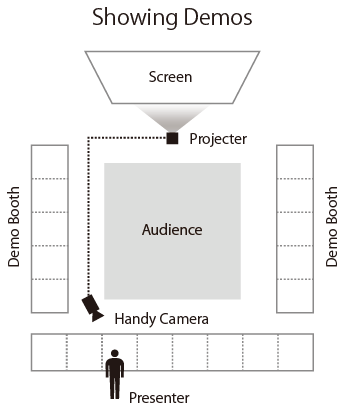 Showing Demos
Screen
Projecter
Demo Booth
Audience
Demo Booth
Handy Camera
Presenter